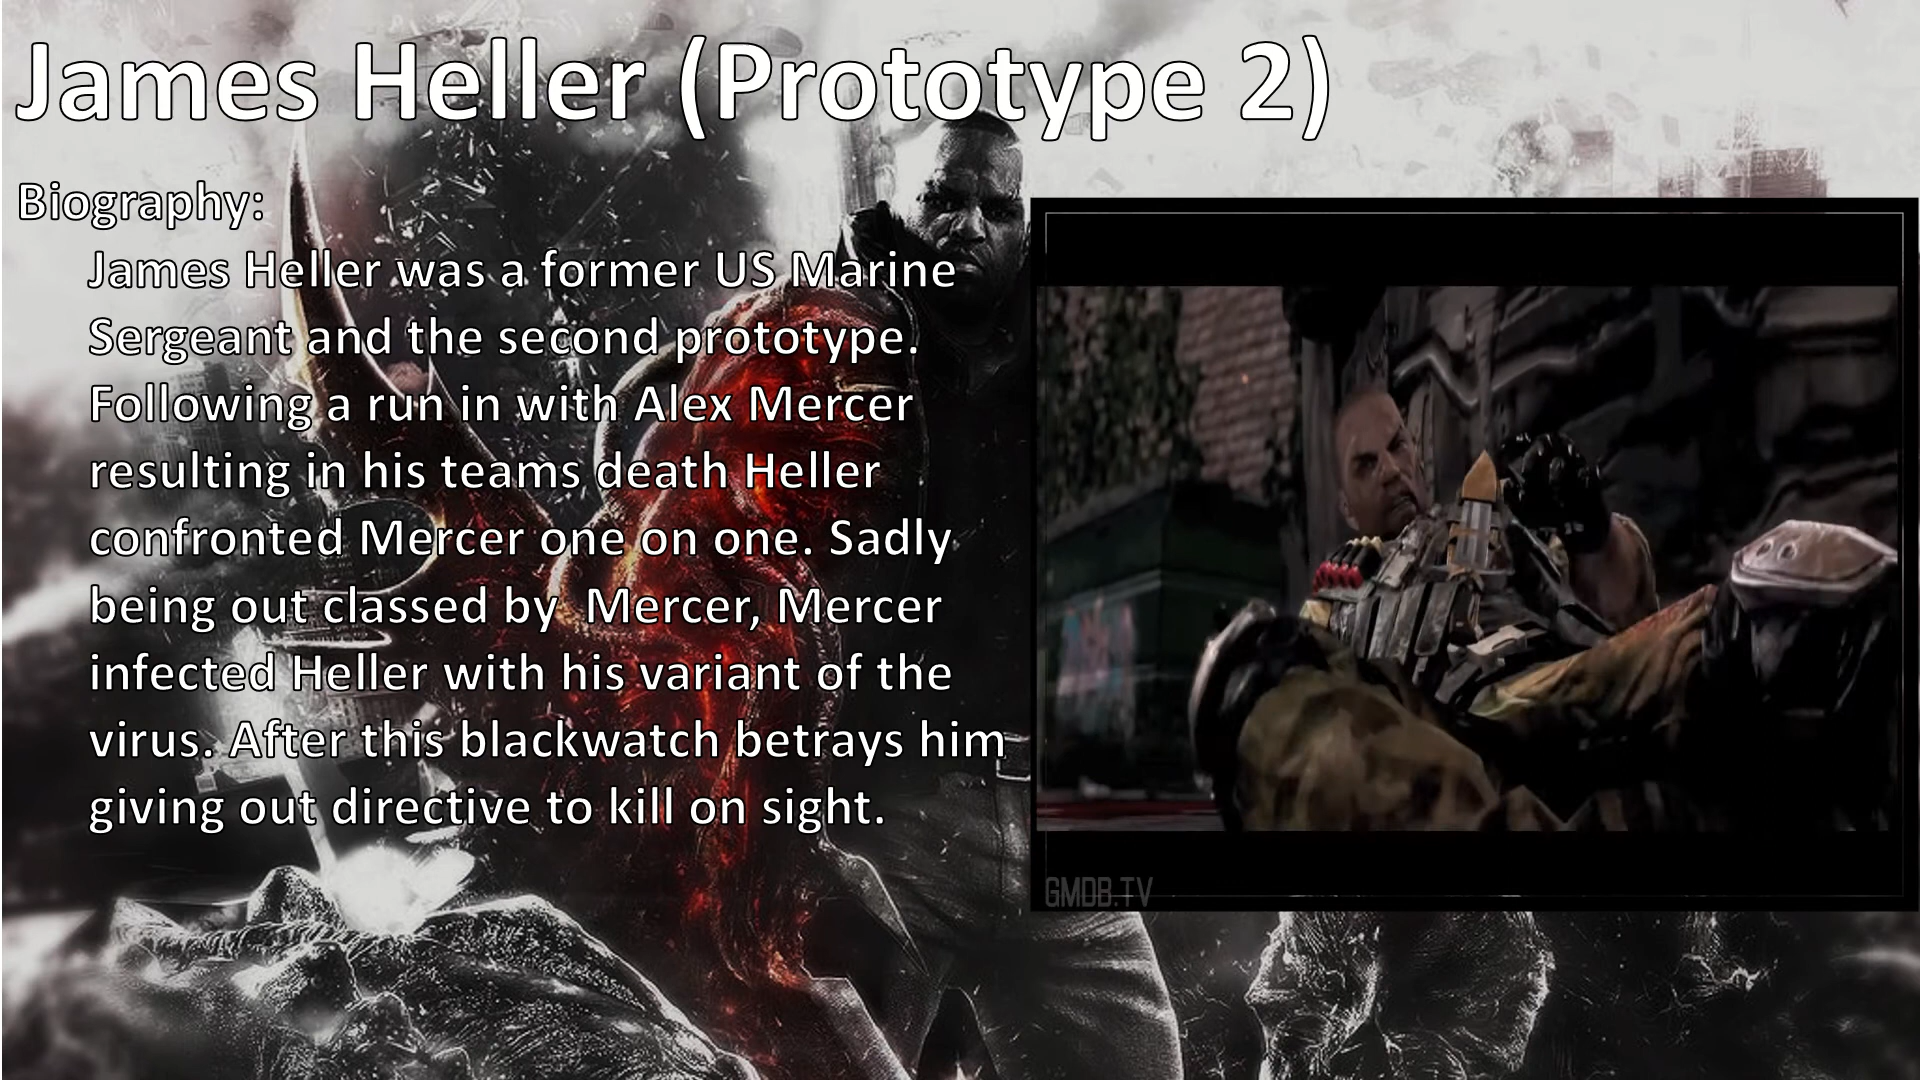 James Heller (Prototype 2)
Biography:
James Heller was a former US Marine
Sergeant and the second prototype.
Following a run in with Alex Mercer
resulting in his teams death Heller
confronted Mercer one on one. Sadly
being out classed by  Mercer, Mercer
infected Heller with his variant of the
virus. After this blackwatch betrays him
giving out directive to kill on sight.
GMDB.TV